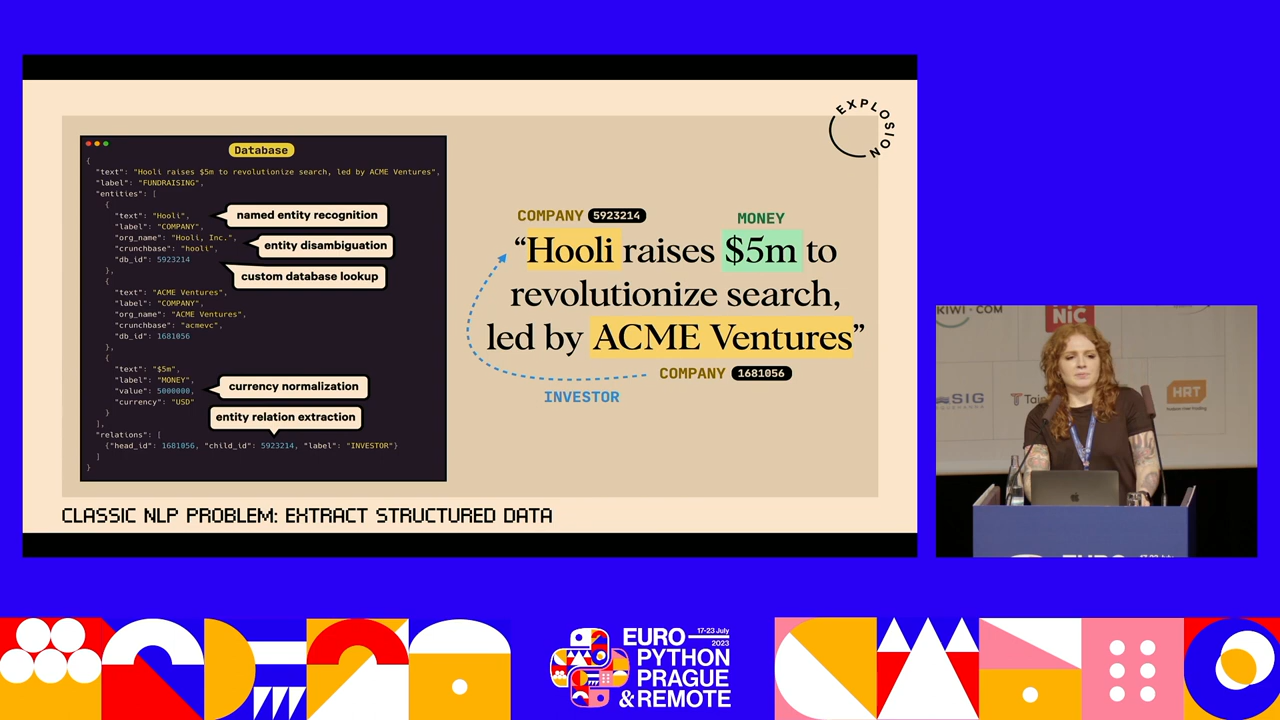 EXPLOSION
Database
{
"text": "Hooli raises $5m to revolutionize search, led by ACME Ventures",
"label": "FUNDRAISING",
"entities": [
{
"text": "Hooli",
"label": "COMPANY",
"org_name": "Hooli, Inc.",
"crunchbase": "hooli",
"db_id": 5923214
},
{
"text": "ACME Ventures",
"label": "COMPANY",
"org_name": "ACME Ventures",
"crunchbase": "acmevc",
"db_id": 1681056
},
{
"text": "$5m",
"label": "MONEY",
"value": 5000000,
"currency": "USD"
}
],
"relations": [
{"head_id": 1681056, "child_id": 5923214, "label": "INVESTOR"}
]
}
named entity recognition
entity disambiguation
custom database lookup
currency normalization
entity relation extraction
COMPANY 5923214
MONEY
“Hooli raises $5m to
revolutionize search,
led by ACME Ventures”
COMPANY 1681056
INVESTOR
CLASSIC NLP PROBLEM: EXTRACT STRUCTURED DATA
KIWI.COM
NiC
SIG
HRT
EURO
17-23 July
2023
PYTHON
PRAGUE
& REMOTE